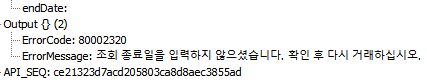 endDate:
Output {} (2)
ErrorCode: 80002320
ErrorMessage: 조회 종료일을 입력하지 않으셨습니다. 확인 후 다시 거래하십시오.
API_SEQ: ce21323d7acd205803ca8d8aec3855ad